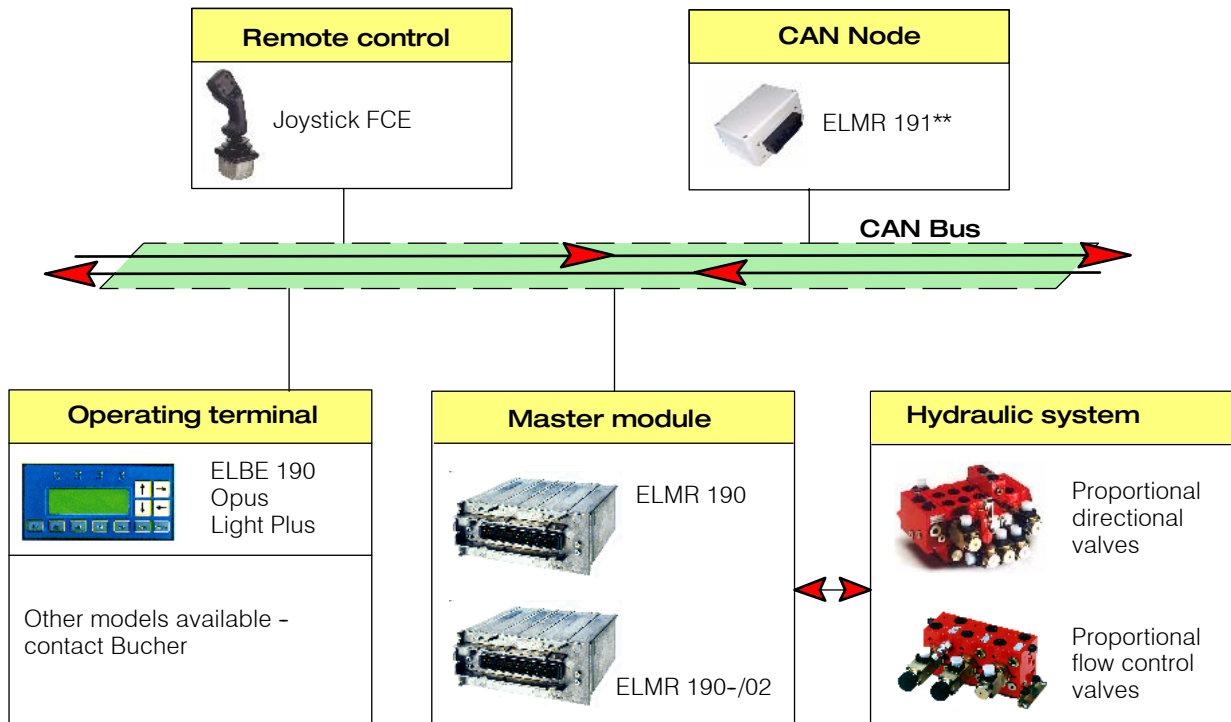 Remote control
Joystick FCE
CAN Node
ELMR 191**
CAN Bus
Operating terminal
ELBE 190
Opus
Light Plus
Other models available -
contact Bucher
Master module
ELMR 190
ELMR 190-/02
Hydraulic system
Proportional
directional
valves
Proportional
flow control
valves